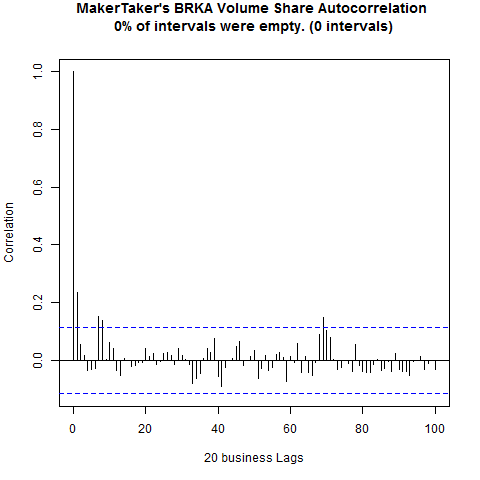 MakerTaker's BRKA Volume Share Autocorrelation
0% of intervals were empty. (0 intervals)
Correlation
1.0
0.8
0.6
0.4
0.2
0.0
0 20 40 60 80 100
20 business Lags